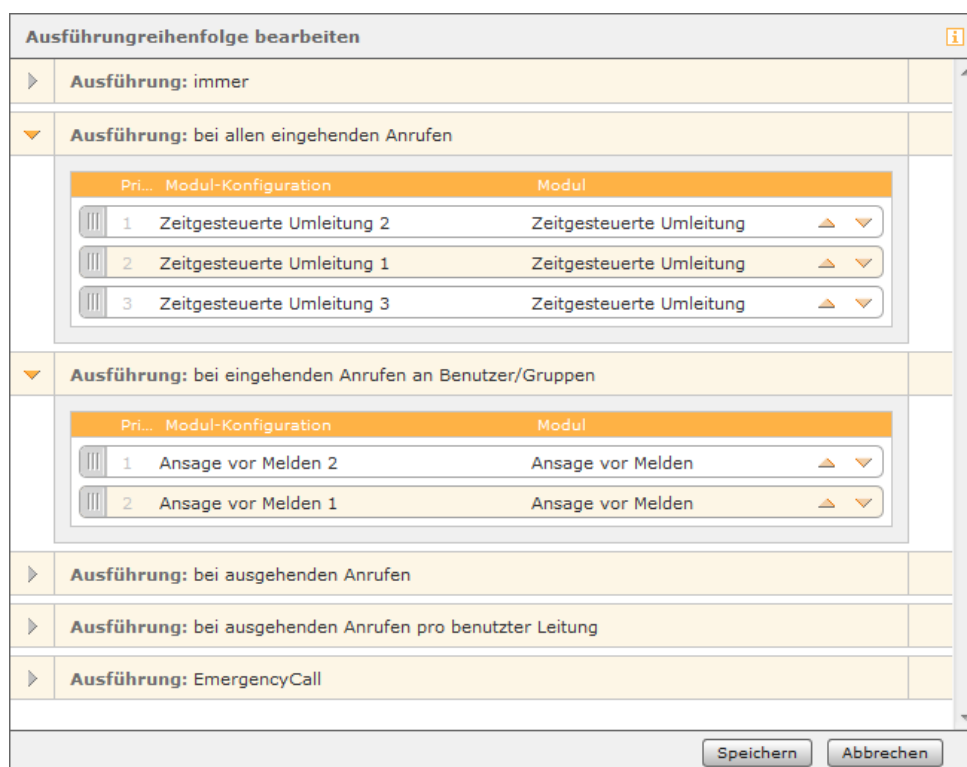 Ausführungreihenfolge bearbeiten
Ausführung: immer
Ausführung: bei allen eingehenden Anrufen
Pri... Modul-Konfiguration Modul
1 Zeitgesteuerte Umleitung 2 Zeitgesteuerte Umleitung
2 Zeitgesteuerte Umleitung 1 Zeitgesteuerte Umleitung
3 Zeitgesteuerte Umleitung 3 Zeitgesteuerte Umleitung
Ausführung: bei eingehenden Anrufen an Benutzer/Gruppen
Pri... Modul-Konfiguration Modul
1 Ansage vor Melden 2 Ansage vor Melden
2 Ansage vor Melden 1 Ansage vor Melden
Ausführung: bei ausgehenden Anrufen
Ausführung: bei ausgehenden Anrufen pro benutzter Leitung
Ausführung: EmergencyCall
Speichern Abbrechen